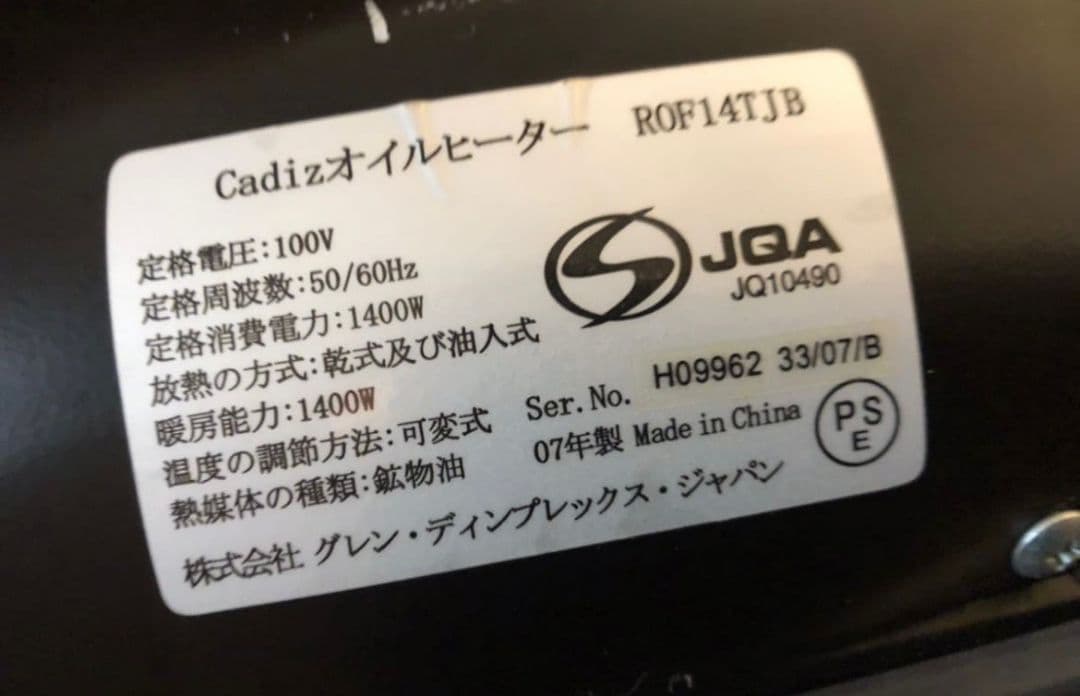 Cadizオイルヒーター ROF14TJB
定格電圧:100V
定格周波数:50/60Hz
定格消費電力:1400W
放熱の方式:乾式及び油入式
暖房能力:1400W
温度の調節方法:可変式
熱媒体の種類:鉱物油
JQA
JQ10490
Ser.No. H09962 33/07/B
07年製 Made in China
PS
E
株式会社 グレン・ディンプレックス・ジャパン